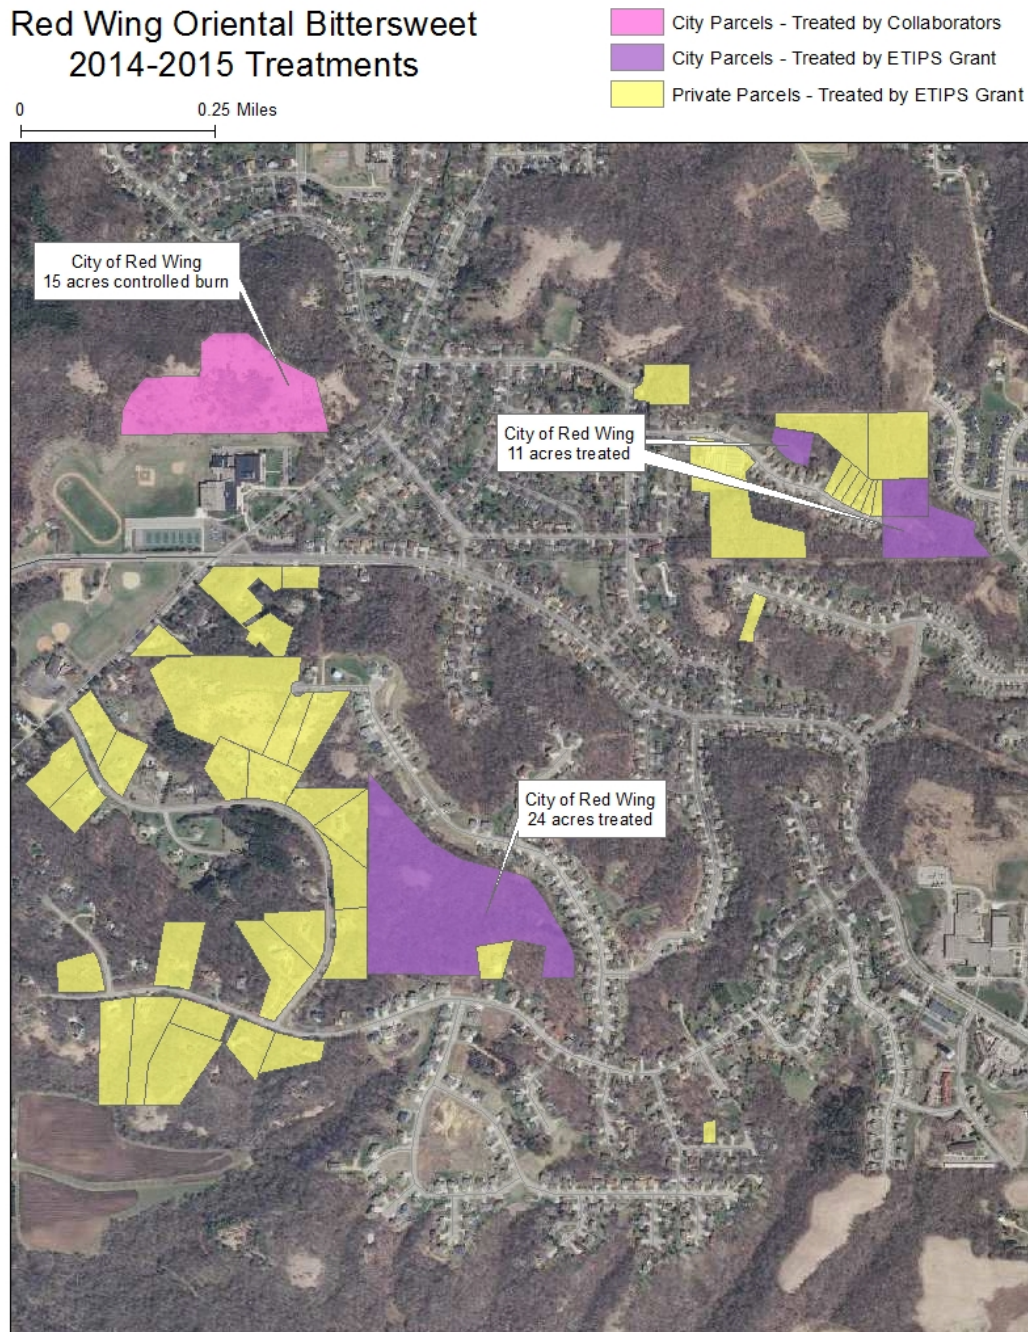 Red Wing Oriental Bittersweet
2014-2015 Treatments
0 0.25 Miles
City Parcels - Treated by Collaborators
City Parcels - Treated by ETIPS Grant
Private Parcels - Treated by ETIPS Grant
City of Red Wing
15 acres controlled burn
City of Red Wing
11 acres treated
City of Red Wing
24 acres treated